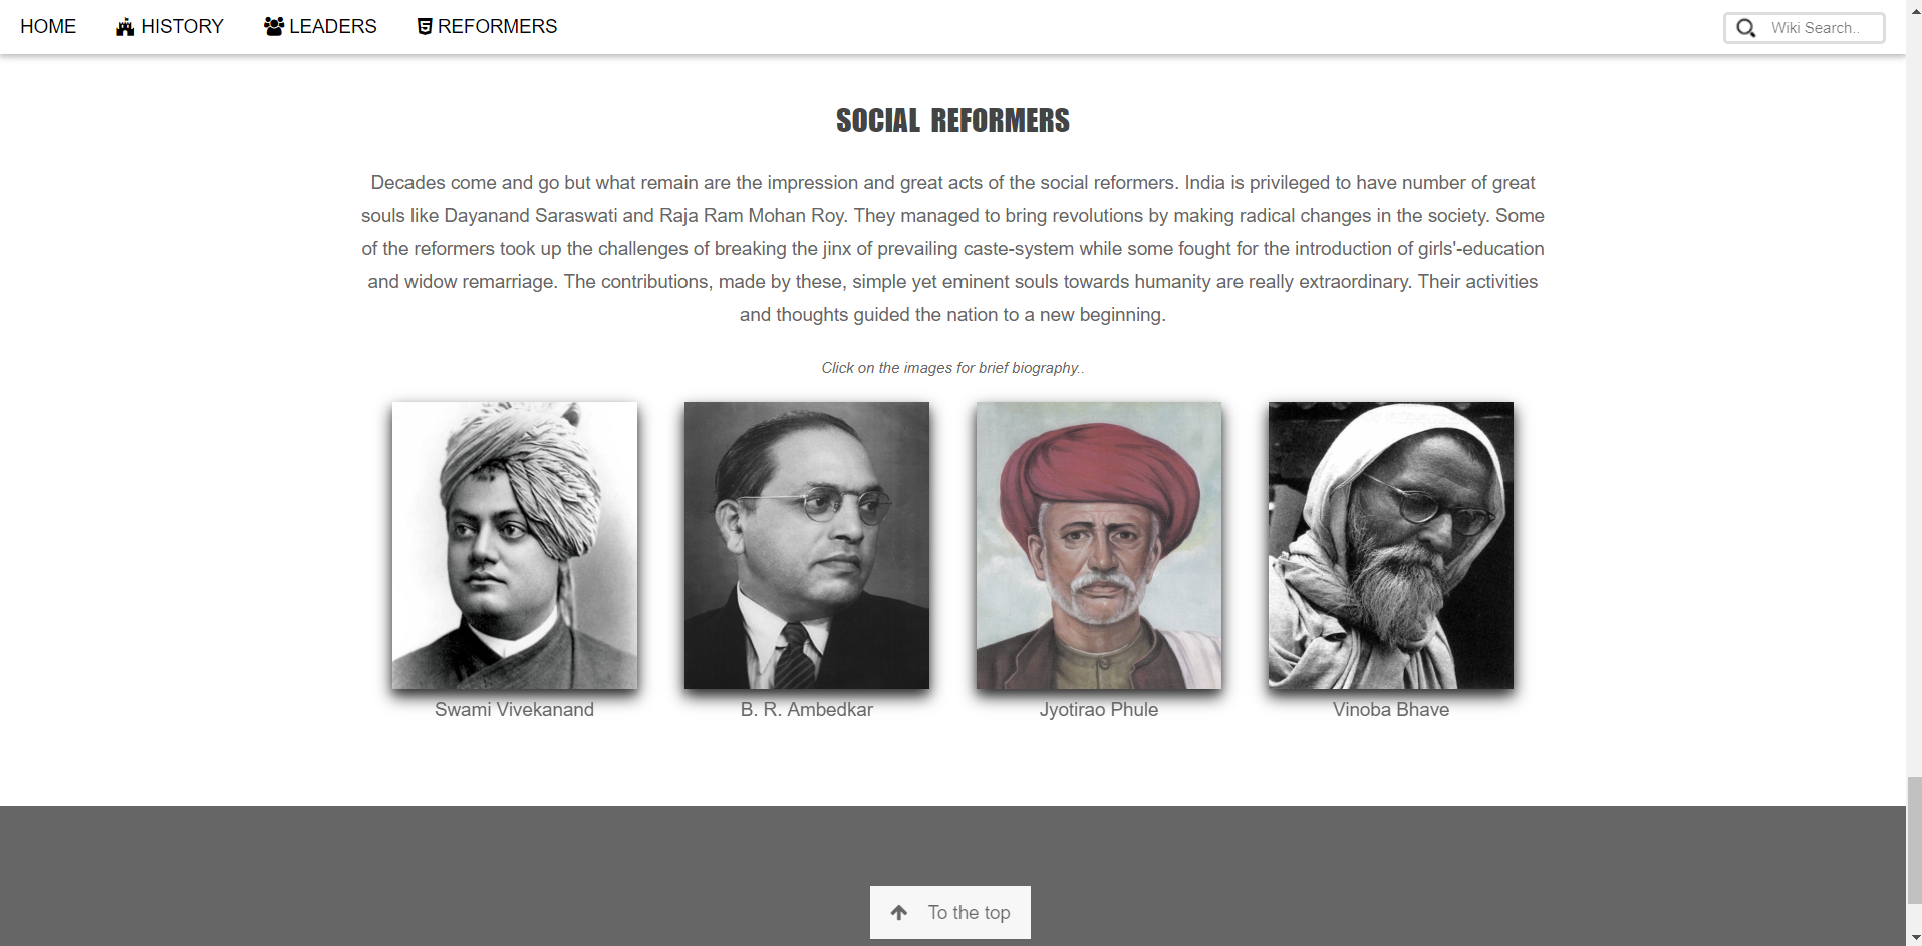 HOME HISTORY LEADERS REFORMERS Wiki Search..
SOCIAL REFORMERS
Decades come and go but what remain are the impression and great acts of the social reformers. India is privileged to have number of great
souls like Dayanand Saraswati and Raja Ram Mohan Roy. They managed to bring revolutions by making radical changes in the society. Some
of the reformers took up the challenges of breaking the jinx of prevailing caste-system while some fought for the introduction of girls'-education
and widow remarriage. The contributions, made by these, simple yet eminent souls towards humanity are really extraordinary. Their activities
and thoughts guided the nation to a new beginning.
Click on the images for brief biography..
Swami Vivekanand B. R. Ambedkar Jyotirao Phule Vinoba Bhave
To the top